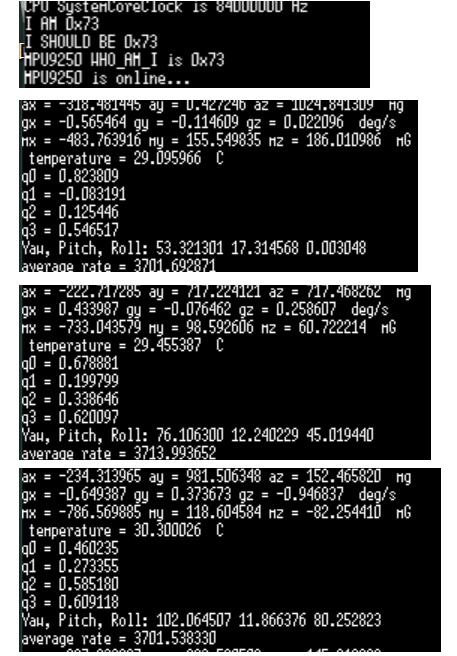 CPU SystemCoreClock is 84000000 Hz
I AM 0x73
I SHOULD BE 0x73
MPU9250 WHO_AM_I is 0x73
MPU9250 is online...
ax = -318.481445 ay = 0.427246 az = 1024.841309 mg
gx = -0.565464 gy = -0.114609 gz = 0.022096 deg/s
mx = -483.763916 my = 155.549835 mz = 186.010986 mG
temperature = 29.095966 C
q0 = 0.823809
q1 = -0.083191
q2 = 0.125446
q3 = 0.546517
Yaw, Pitch, Roll: 53.321301 17.314568 0.003048
average rate = 3701.692871
ax = -222.717285 ay = 717.224121 az = 717.468262 mg
gx = 0.433987 gy = -0.076462 gz = 0.258607 deg/s
mx = -733.043579 my = 98.592606 mz = 60.722214 mG
temperature = 29.455387 C
q0 = 0.678881
q1 = 0.199799
q2 = 0.338646
q3 = 0.620097
Yaw, Pitch, Roll: 76.106300 12.240229 45.019440
average rate = 3713.993652
ax = -234.313965 ay = 981.506348 az = 152.465820 mg
gx = -0.649387 gy = 0.373673 gz = -0.946837 deg/s
mx = -786.569885 my = 118.604584 mz = -82.254410 mG
temperature = 30.300026 C
q0 = 0.460235
q1 = 0.273355
q2 = 0.585180
q3 = 0.609118
Yaw, Pitch, Roll: 102.064507 11.866376 80.252823
average rate = 3701.538330